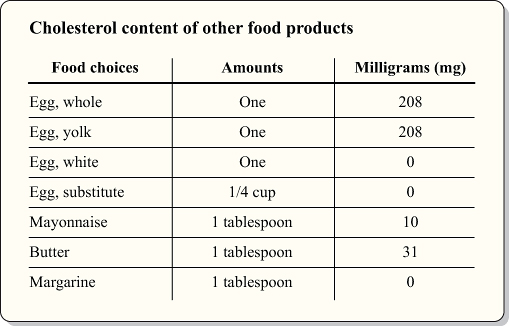 Cholesterol content of other food products
Food choices Amounts Milligrams (mg)
Egg, whole One 208
Egg, yolk One 208
Egg, white One 0
Egg, substitute 1/4 cup 0
Mayonnaise 1 tablespoon 10
Butter 1 tablespoon 31
Margarine 1 tablespoon 0